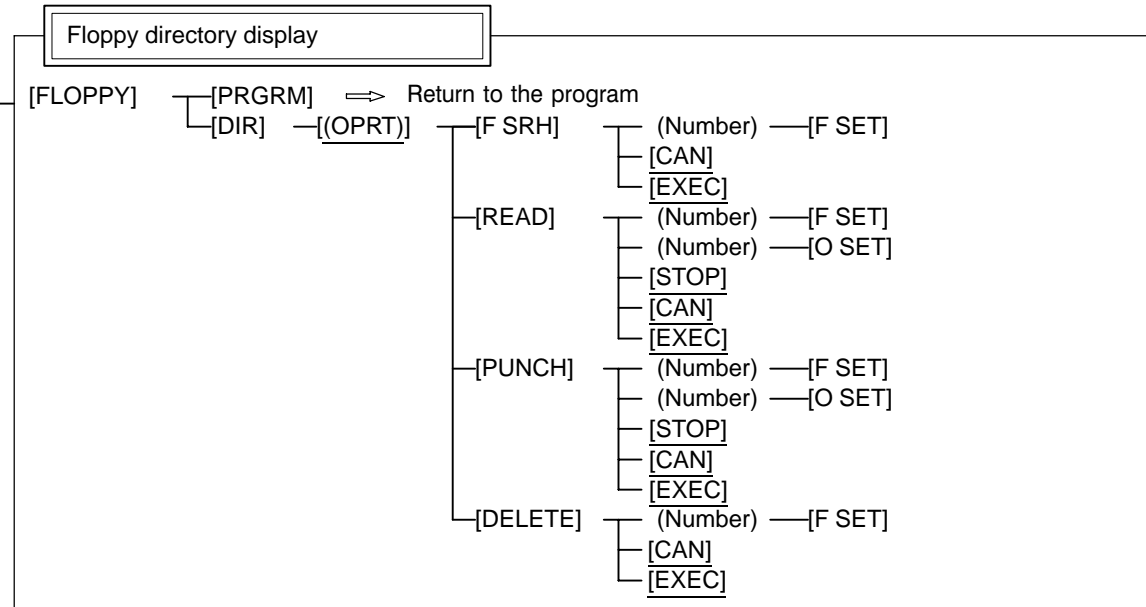 Floppy directory display
[FLOPPY] [PRGRM] Return to the program
[DIR] [(OPRT)] [F SRH] (Number) [F SET]
[CAN]
[EXEC]
[READ] (Number) [F SET]
(Number) [O SET]
[STOP]
[CAN]
[EXEC]
[PUNCH] (Number) [F SET]
(Number) [O SET]
[STOP]
[CAN]
[EXEC]
[DELETE] (Number) [F SET]
[CAN]
[EXEC]